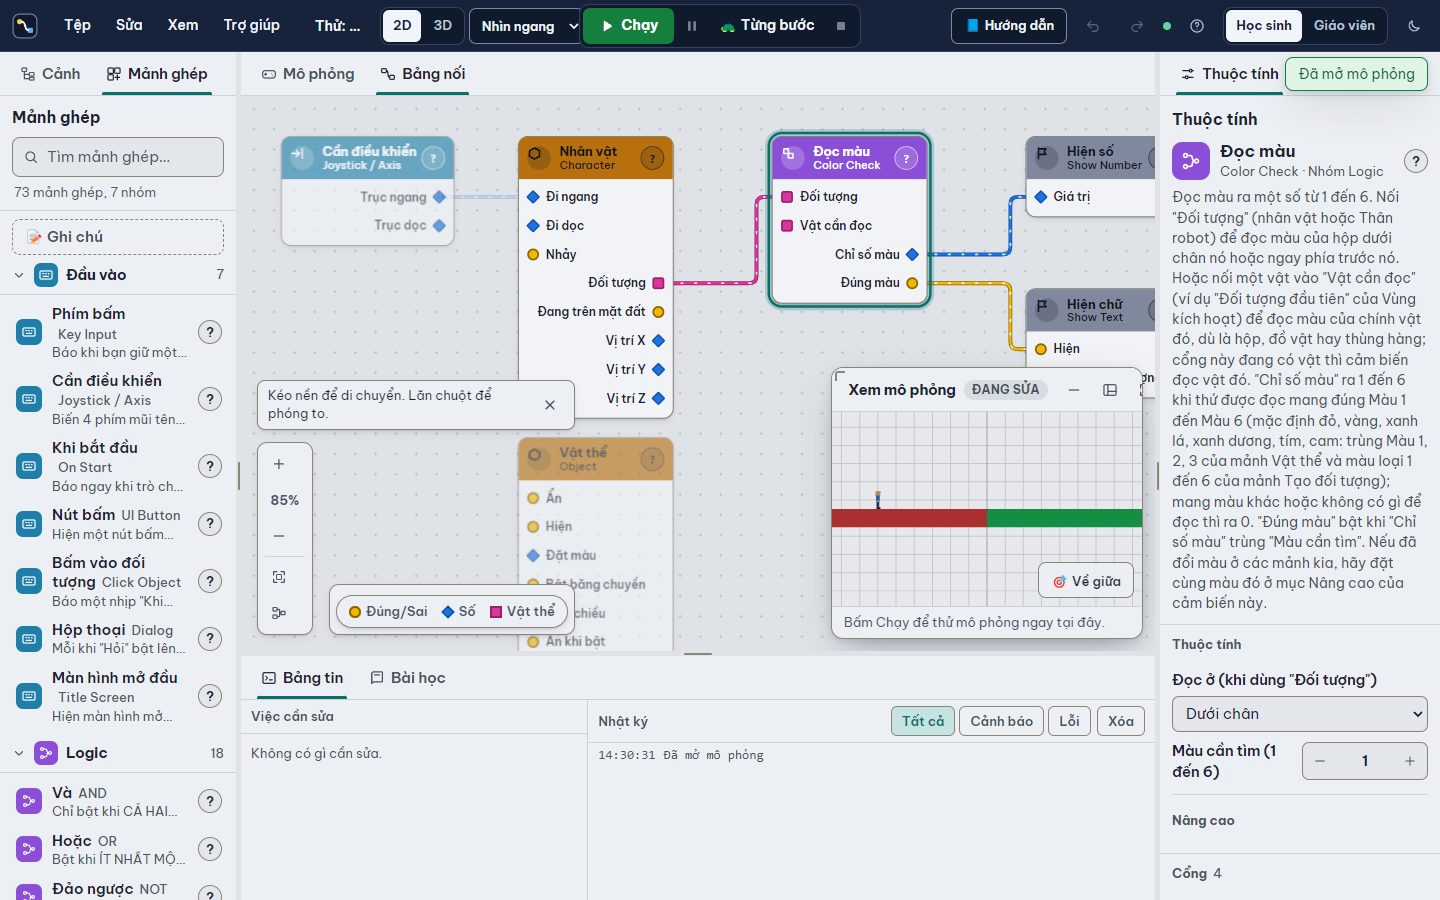 Tệp Sửa Xem Trợ giúp Thử: ... 2D 3D Nhìn ngang Chạy Từng bước Hướng dẫn Học sinh Giáo viên
Cảnh Mảnh ghép
Mảnh ghép
Tìm mảnh ghép...
73 mảnh ghép, 7 nhóm
Ghi chú
Đầu vào 7
Phím bấm
Key Input
Báo khi bạn giữ một...
?
Cần điều khiển
Joystick / Axis
Biến 4 phím mũi tên...
?
Khi bắt đầu
On Start
Báo ngay khi trò ch...
?
Nút bấm UI Button
Hiện một nút bấm...
?
Bấm vào đối
tượng Click Object
Báo một nhịp "Khi...
?
Hộp thoại Dialog
Mỗi khi "Hỏi" bật lên...
?
Màn hình mở đầu
Title Screen
Hiện màn hình mở...
?
Logic 18
Và AND
Chỉ bật khi CẢ HAI...
?
Hoặc OR
Bật khi ÍT NHẤT MỘ...
?
Đảo ngược NOT
?
Mô phỏng Bảng nối
Cần điều khiển
Joystick / Axis
?
Trục ngang
Trục dọc
Nhân vật
Character
?
Đi ngang
Đi dọc
Nhảy
Đối tượng
Đang trên mặt đất
Vị trí X
Vị trí Y
Vị trí Z
Đọc màu
Color Check
?
Đối tượng
Vật cần đọc
Chỉ số màu
Đúng màu
Hiện số
Show Number
Giá trị
Hiện chữ
Show Text
Hiện
Kéo nền để di chuyển. Lăn chuột để
phóng to.
85%
Vật thể
Object
?
Ẩn
Hiện
Đặt màu
Bật băng chuyền
chiều
Ẩn khi bật
Đúng/Sai Số Vật thể
Xem mô phỏng ĐANG SỬA
Về giữa
Bấm Chạy để thử mô phỏng ngay tại đây.
Bảng tin Bài học
Việc cần sửa
Không có gì cần sửa.
Nhật ký Tất cả Cảnh báo Lỗi Xóa
14:30:31 Đã mở mô phỏng
Thuộc tính
Đã mở mô phỏng
Thuộc tính
Đọc màu
Color Check · Nhóm Logic
?
Đọc màu ra một số từ 1 đến 6. Nối
"Đối tượng" (nhân vật hoặc Thân
robot) để đọc màu của hộp dưới
chân nó hoặc ngay phía trước nó.
Hoặc nối một vật vào "Vật cần đọc"
(ví dụ "Đối tượng đầu tiên" của Vùng
kích hoạt) để đọc màu của chính vật
đó, dù là hộp, đồ vật hay thùng hàng;
cổng này đang có vật thì cảm biến
đọc vật đó. "Chỉ số màu" ra 1 đến 6
khi thứ được đọc mang đúng Màu 1
đến Màu 6 (mặc định đỏ, vàng, xanh
lá, xanh dương, tím, cam: trùng Màu 1,
2, 3 của mảnh Vật thể và màu loại 1
đến 6 của mảnh Tạo đối tượng);
mang màu khác hoặc không có gì để
đọc thì ra 0. "Đúng màu" bật khi "Chỉ
số màu" trùng "Màu cần tìm". Nếu đã
đổi màu ở các mảnh kia, hãy đặt
cùng màu đó ở mục Nâng cao của
cảm biến này.
Thuộc tính
Đọc ở (khi dùng "Đối tượng")
Dưới chân
Màu cần tìm (1
đến 6)
1
Nâng cao
Cổng 4